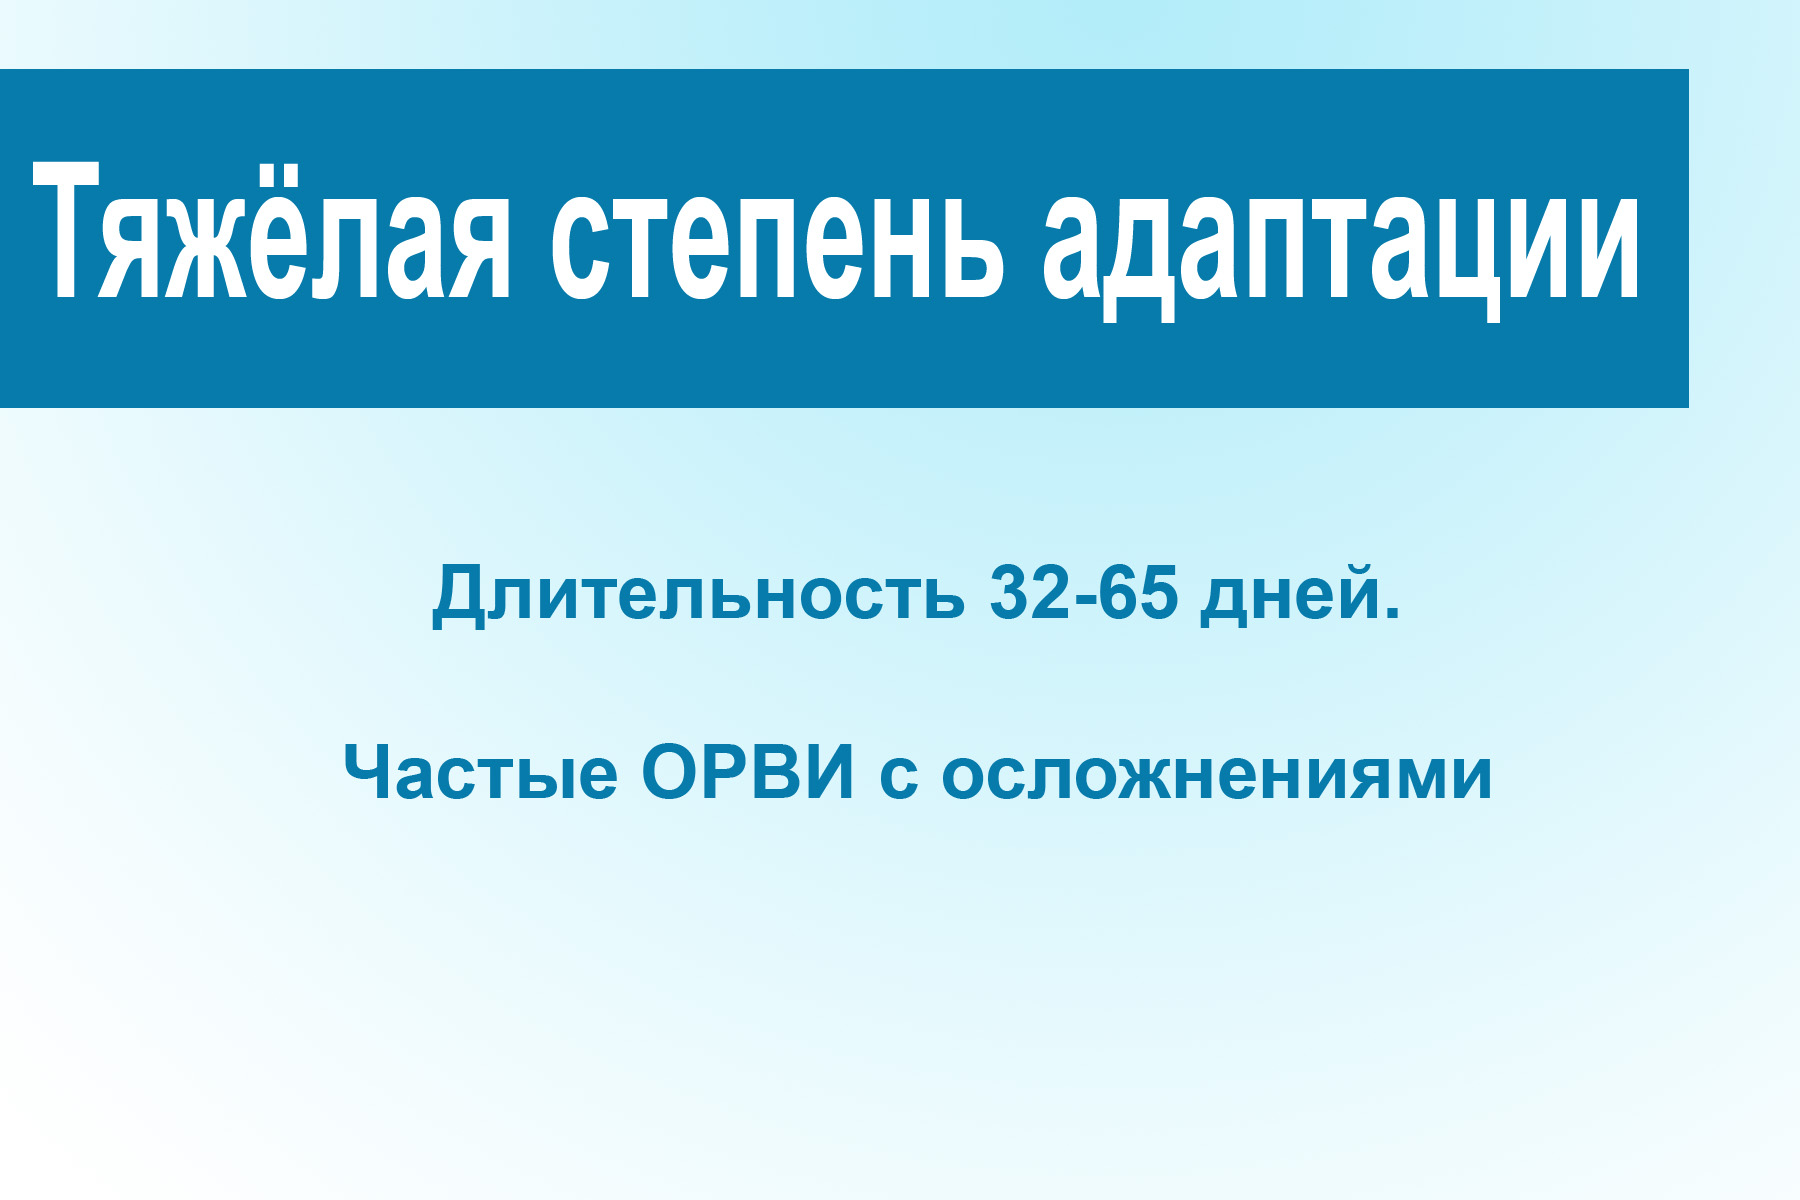 Тяжёлая степень адаптации
Длительность 32-65 дней.
Частые ОРВИ с осложнениями